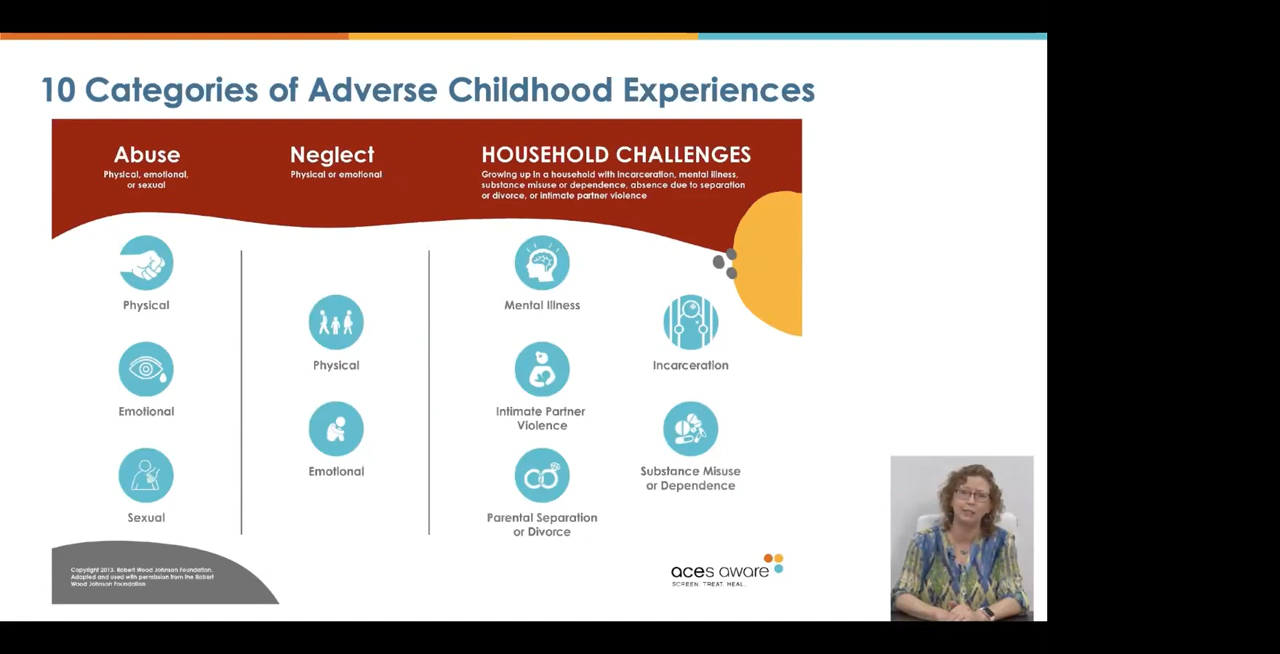 10 Categories of Adverse Childhood Experiences
Abuse
Physical, emotional,
or sexual
Neglect
Physical or emotional
HOUSEHOLD CHALLENGES
Growing up in a household with incarceration, mental illness,
substance misuse or dependence, absence due to separation
or divorce, or intimate partner violence
Physical
Emotional
Sexual
Physical
Emotional
Mental Illness
Intimate Partner
Violence
Parental Separation
or Divorce
Incarceration
Substance Misuse
or Dependence
Copyright 2013. Robert Wood Johnson Foundation.
Adapted and used with permission from the Robert
Wood Johnson Foundation.
aces aware
SCREEN. TREAT. HEAL.